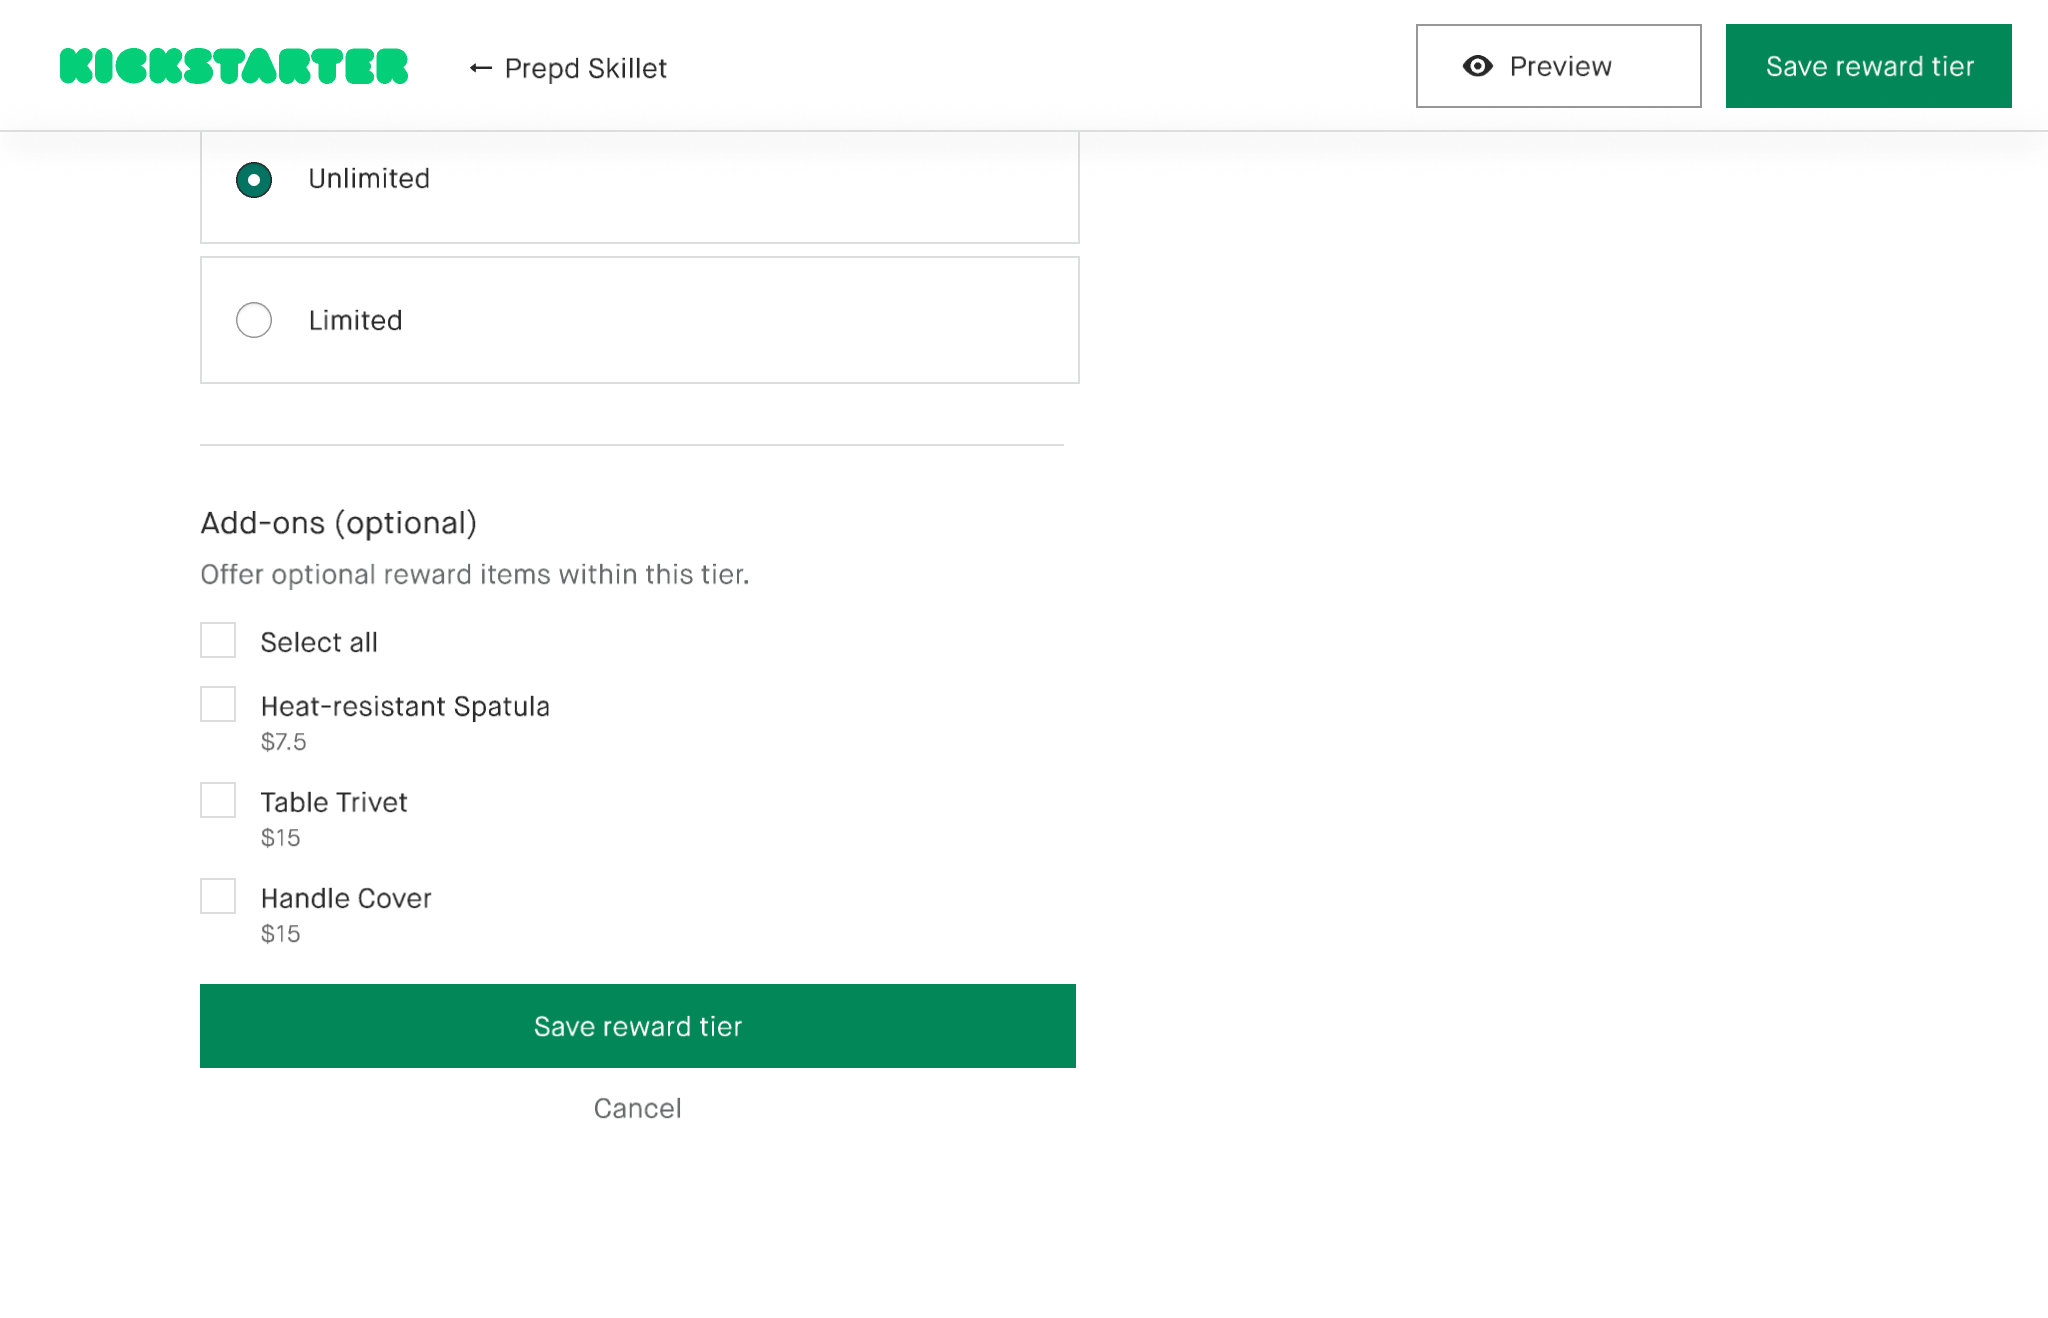 KICKSTARTER
← Prepd Skillet
Preview
Save reward tier
Unlimited
Limited
Add-ons (optional)
Offer optional reward items within this tier.
Select all
Heat-resistant Spatula
$7.5
Table Trivet
$15
Handle Cover
$15
Save reward tier
Cancel